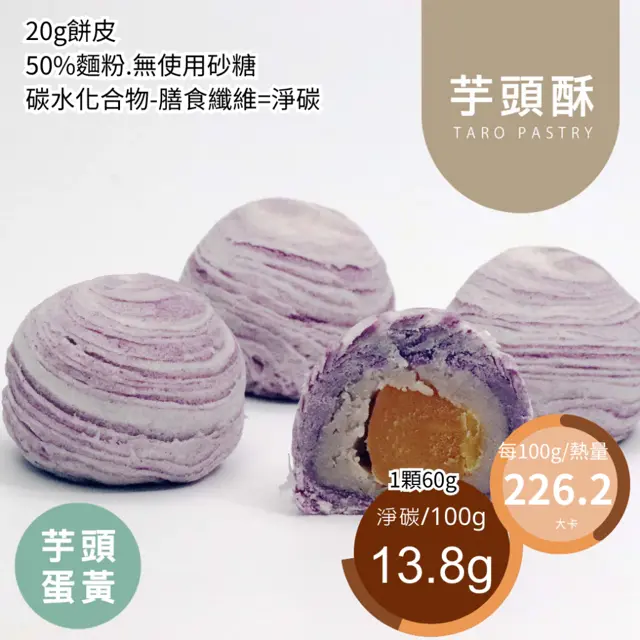 20g餅皮
50%麵粉.無使用砂糖
碳水化合物-膳食纖維=淨碳
芋頭酥
TARO PASTRY
每100g/熱量
226.2
大卡
1顆60g
淨碳/100g
13.8g
芋頭
蛋黃